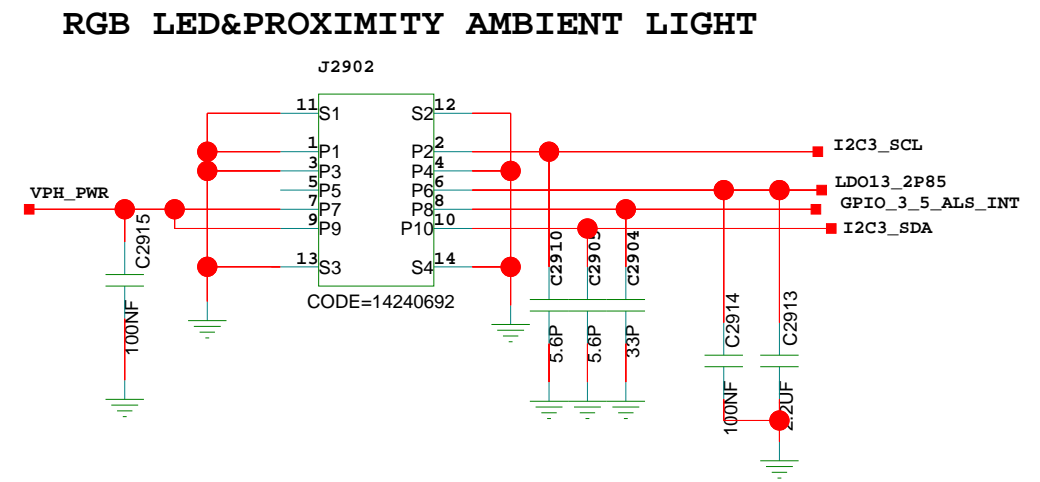 RGB LED&PROXIMITY AMBIENT LIGHT
J2902
11 S1 S2 12
1 P1 P2 2
I2C3_SCL
3 P3 P4 4
5 P5 P6 6
LDO13_2P85
VPH_PWR
7 P7 P8 8
GPIO_3_5_ALS_INT
9 P9 P10 10
I2C3_SDA
13 S3 S4 14
CODE=14240692
C2915
100NF
C2910
5.6P
C2905
5.6P
C2904
33P
C2914
100NF
C2913
2.2UF